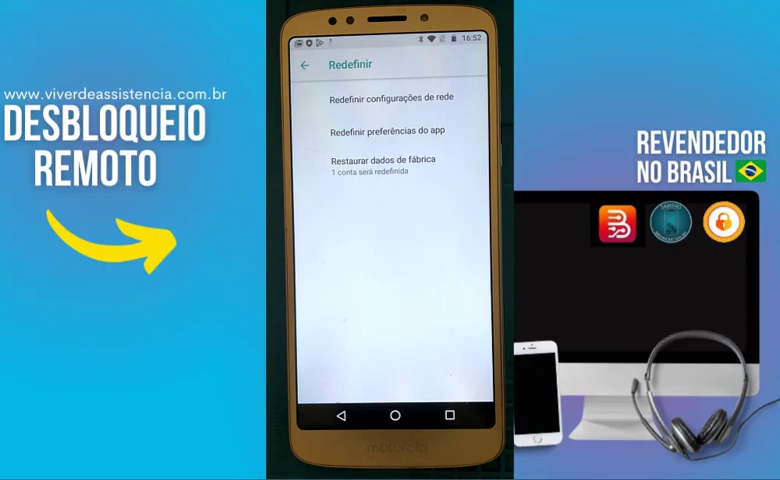 www.viverdeassistencia.com.br
DESBLOQUEIO
REMOTO
16:52
Redefinir
Redefinir configurações de rede
Redefinir preferências do app
Restaurar dados de fábrica
1 conta será redefinida
motorola
REVENDEDOR
NO BRASIL